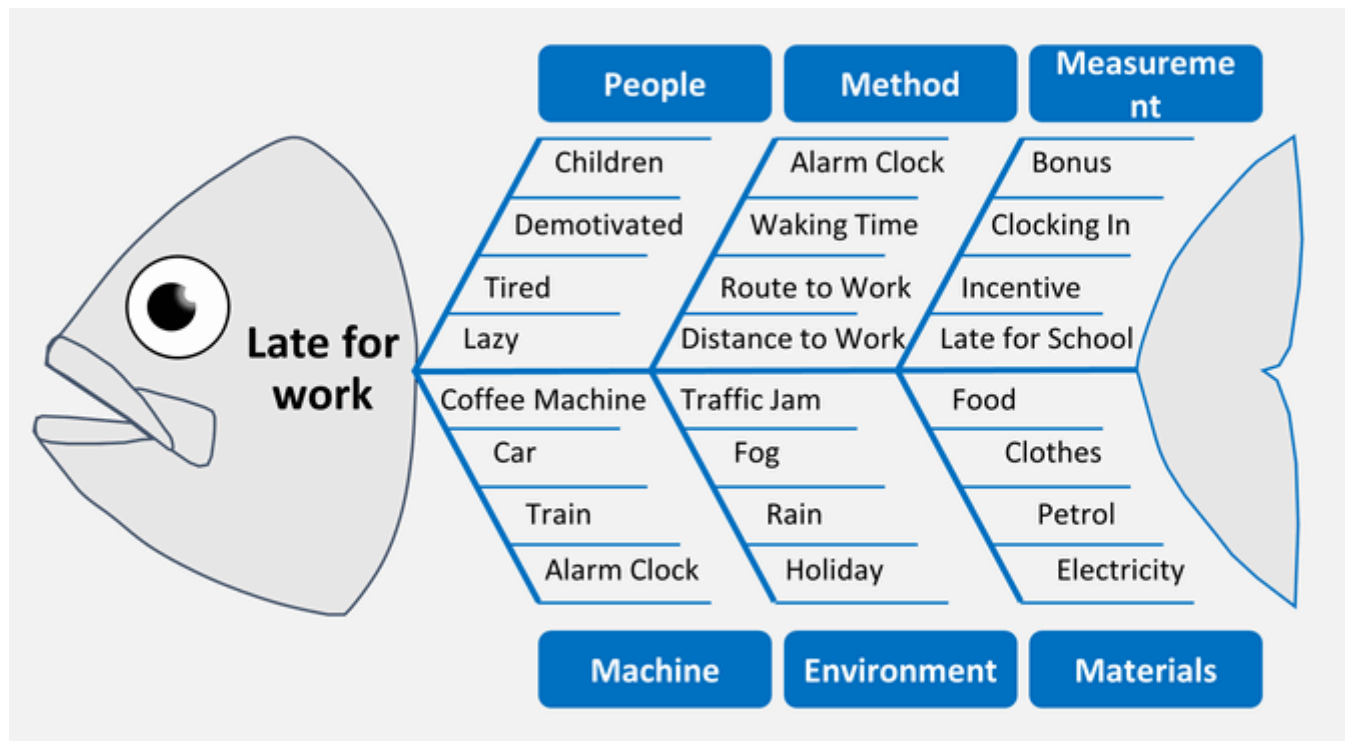 People
Method
Measureme
nt
Children
Demotivated
Tired
Lazy
Alarm Clock
Waking Time
Route to Work
Distance to Work
Bonus
Clocking In
Incentive
Late for School
Late for
work
Coffee Machine
Car
Train
Alarm Clock
Traffic Jam
Fog
Rain
Holiday
Food
Clothes
Petrol
Electricity
Machine
Environment
Materials